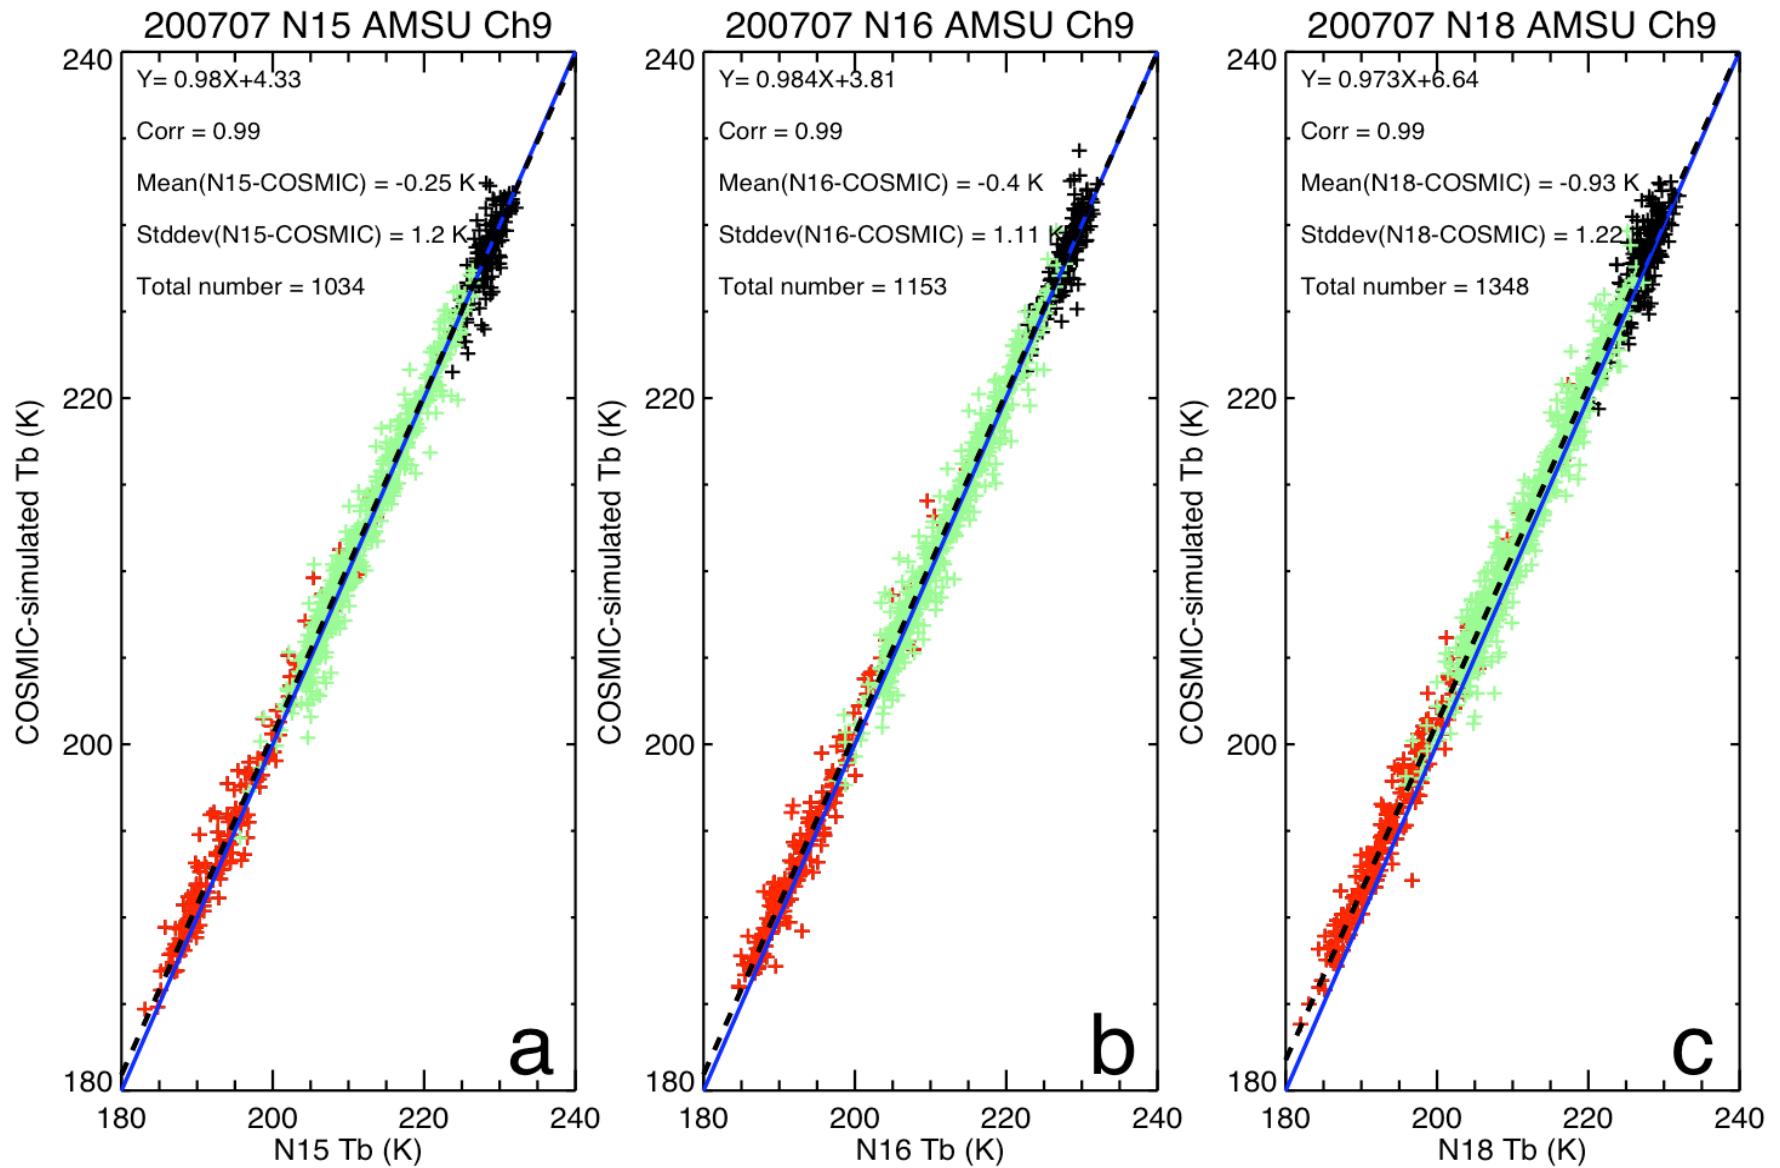 200707 N15 AMSU Ch9
Y= 0.98X+4.33
Corr = 0.99
Mean(N15-COSMIC) = -0.25 K
Stddev(N15-COSMIC) = 1.2 K
Total number = 1034
COSMIC-simulated Tb (K)
240
220
200
180
180 200 220 240
N15 Tb (K)
a
200707 N16 AMSU Ch9
Y= 0.984X+3.81
Corr = 0.99
Mean(N16-COSMIC) = -0.4 K
Stddev(N16-COSMIC) = 1.11 K
Total number = 1153
COSMIC-simulated Tb (K)
240
220
200
180
180 200 220 240
N16 Tb (K)
b
200707 N18 AMSU Ch9
Y= 0.973X+6.64
Corr = 0.99
Mean(N18-COSMIC) = -0.93 K
Stddev(N18-COSMIC) = 1.22
Total number = 1348
COSMIC-simulated Tb (K)
240
220
200
180
180 200 220 240
N18 Tb (K)
c